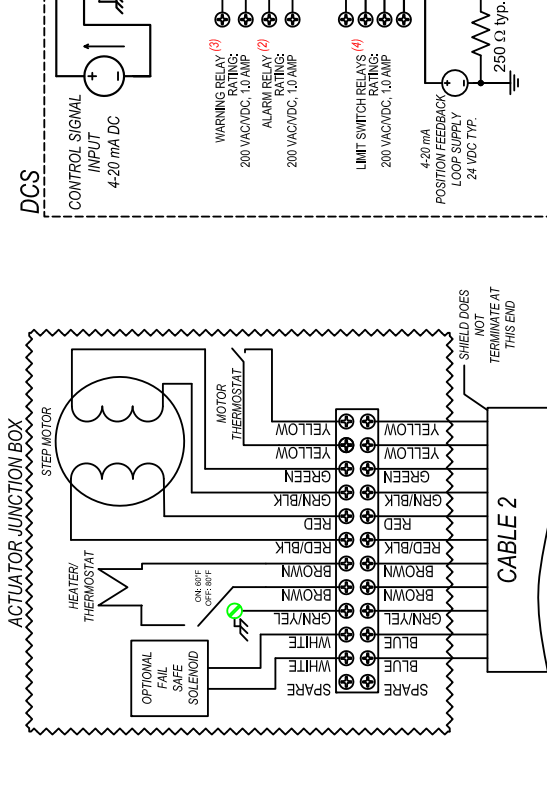 DCS
CONTROL SIGNAL
INPUT
4-20 mA DC
WARNING RELAY (3)
RATING:
200 VAC/VDC, 1.0 AMP
ALARM RELAY (2)
RATING:
200 VAC/VDC, 1.0 AMP
LIMIT SWITCH RELAYS (4)
RATING:
200 VAC/VDC, 1.0 AMP
4-20 mA
POSITION FEEDBACK
LOOP SUPPLY
24 VDC TYP.
250 Ω typ.
ACTUATOR JUNCTION BOX
STEP MOTOR
MOTOR
THERMOSTAT
HEATER/
THERMOSTAT
ON: 60°F
OFF: 80°F
OPTIONAL
FAIL
SAFE
SOLENOID
YELLOW
YELLOW
GREEN
GRN/BLK
RED
RED/BLK
BROWN
BROWN
GRN/YEL
WHITE
WHITE
SPARE
YELLOW
YELLOW
GREEN
GRN/BLK
RED
RED/BLK
BROWN
BROWN
GRN/YEL
BLUE
BLUE
SPARE
SHIELD DOES
NOT
TERMINATE AT
THIS END
CABLE 2